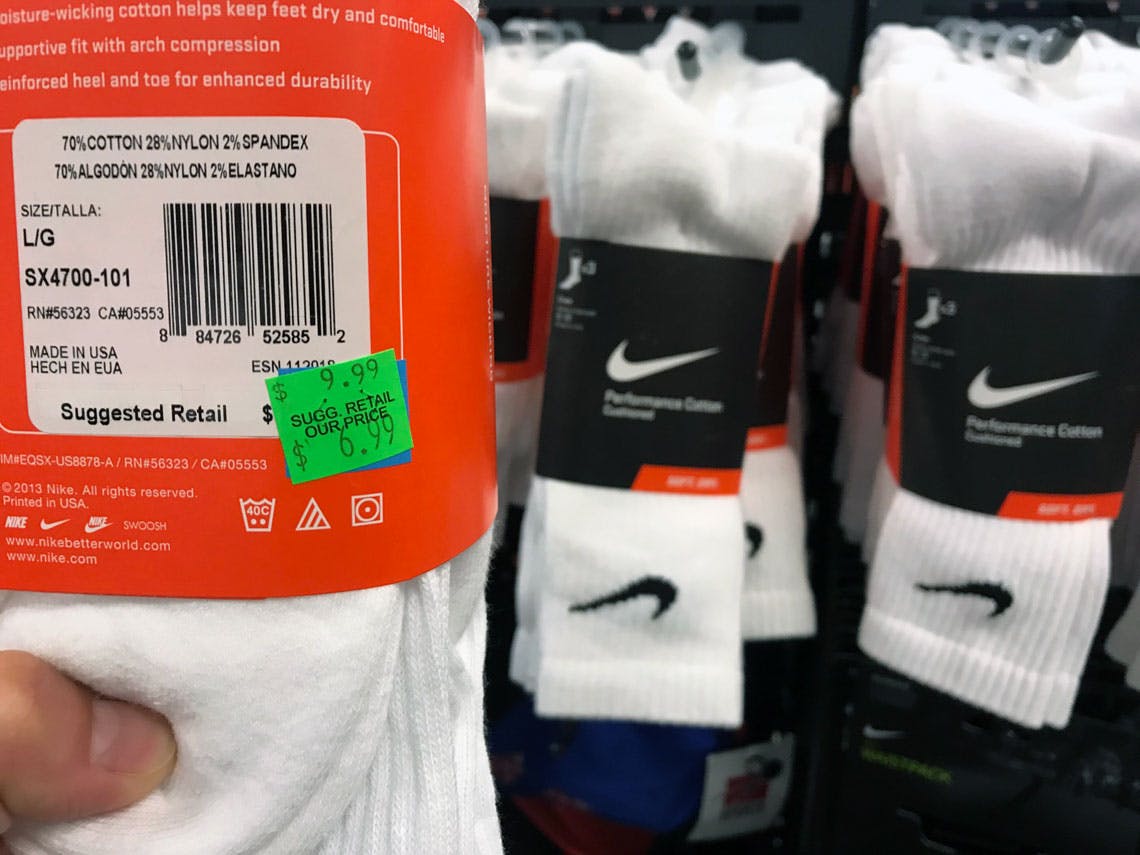 oisture-wicking cotton helps keep feet dry and comfortable
upportive fit with arch compression
einforced heel and toe for enhanced durability
70%COTTON 28%NYLON 2%SPANDEX
70%ALGODÓN 28%NYLON 2%ELASTANO
SIZE/TALLA:
L/G
SX4700-101
RN#56323 CA#05553
8 84726 52585 2
MADE IN USA
HECH EN EUA
ESN 112018
Suggested Retail $
$ 9.99
SUGG. RETAIL
OUR PRICE
$ 6.99
IM#EQSX-US8878-A / RN#56323 / CA#05553
©2013 Nike. All rights reserved.
Printed in USA.
NIKE NIKE SWOOSH
www.nikebetterworld.com
www.nike.com
40C
Performance Cotton
Cushioned
Performance Cotton
Cushioned